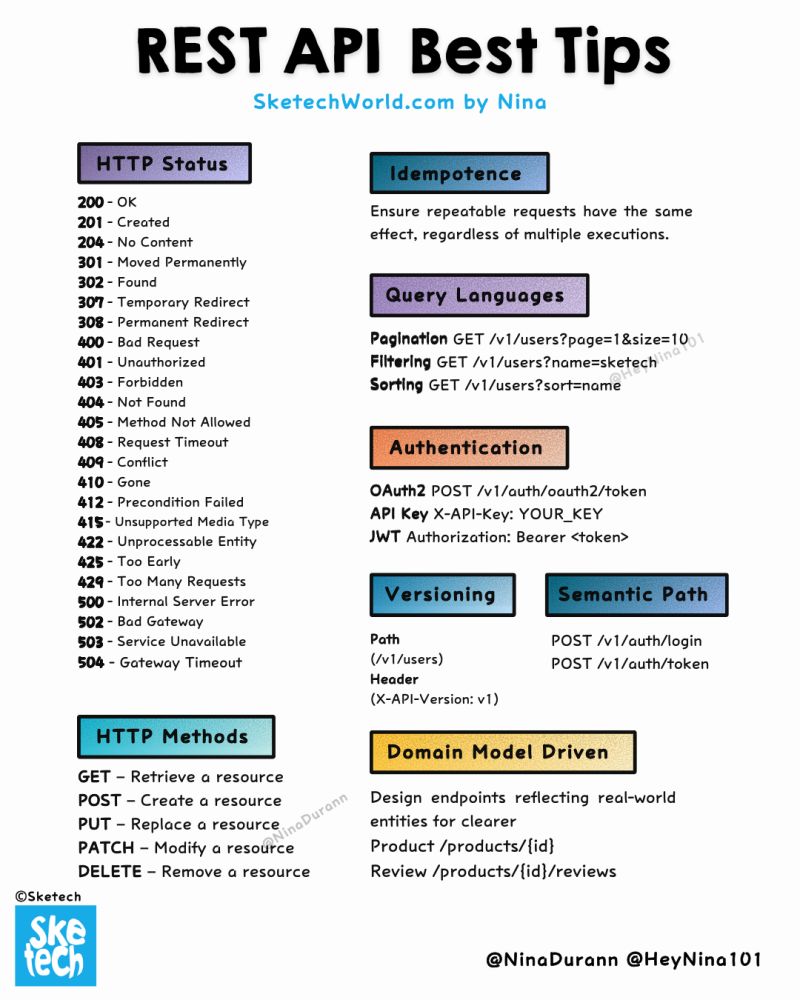 REST API Best Tips
SketechWorld.com by Nina
HTTP Status
200 - OK
201 - Created
204 - No Content
301 - Moved Permanently
302 - Found
307 - Temporary Redirect
308 - Permanent Redirect
400 - Bad Request
401 - Unauthorized
403 - Forbidden
404 - Not Found
405 - Method Not Allowed
408 - Request Timeout
409 - Conflict
410 - Gone
412 - Precondition Failed
415 - Unsupported Media Type
422 - Unprocessable Entity
425 - Too Early
429 - Too Many Requests
500 - Internal Server Error
502 - Bad Gateway
503 - Service Unavailable
504 - Gateway Timeout
HTTP Methods
GET – Retrieve a resource
POST – Create a resource
PUT – Replace a resource
PATCH – Modify a resource
DELETE – Remove a resource
@NinaDurann
Idempotence
Ensure repeatable requests have the same
effect, regardless of multiple executions.
Query Languages
Pagination GET /v1/users?page=1&size=10
Filtering GET /v1/users?name=sketech
Sorting GET /v1/users?sort=name
@HeyNina101
Authentication
OAuth2 POST /v1/auth/oauth2/token
API Key X-API-Key: YOUR_KEY
JWT Authorization: Bearer <token>
Versioning
Path
(/v1/users)
Header
(X-API-Version: v1)
Semantic Path
POST /v1/auth/login
POST /v1/auth/token
Domain Model Driven
Design endpoints reflecting real-world
entities for clearer
Product /products/{id}
Review /products/{id}/reviews
©Sketech
Ske
tech
@NinaDurann @HeyNina101